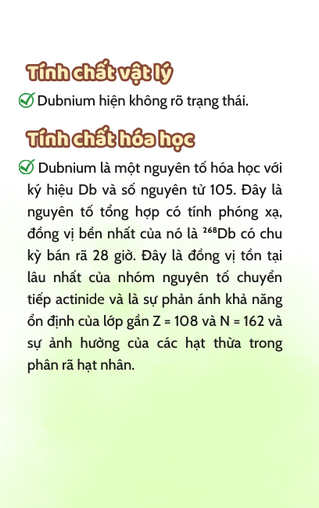 Tính chất vật lý
Dubnium hiện không rõ trạng thái.
Tính chất hóa học
Dubnium là một nguyên tố hóa học với
ký hiệu Db và số nguyên tử 105. Đây là
nguyên tố tổng hợp có tính phóng xạ,
đồng vị bền nhất của nó là ²⁶⁸Db có chu
kỳ bán rã 28 giờ. Đây là đồng vị tồn tại
lâu nhất của nhóm nguyên tố chuyển
tiếp actinide và là sự phản ánh khả năng
ổn định của lớp gần Z = 108 và N = 162 và
sự ảnh hưởng của các hạt thừa trong
phân rã hạt nhân.